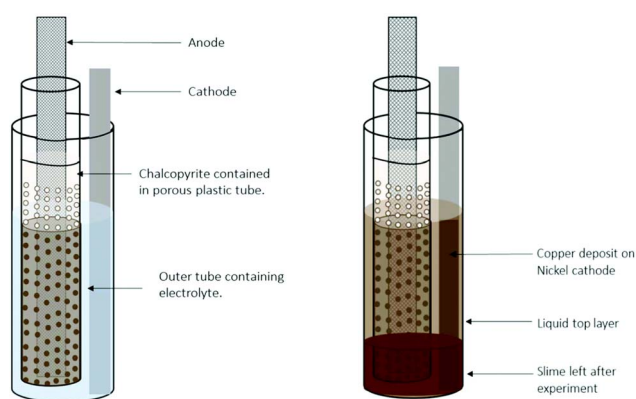 Anode
Cathode
Chalcopyrite contained
in porous plastic tube.
Outer tube containing
electrolyte.
Copper deposit on
Nickel cathode
Liquid top layer
Slime left after
experiment